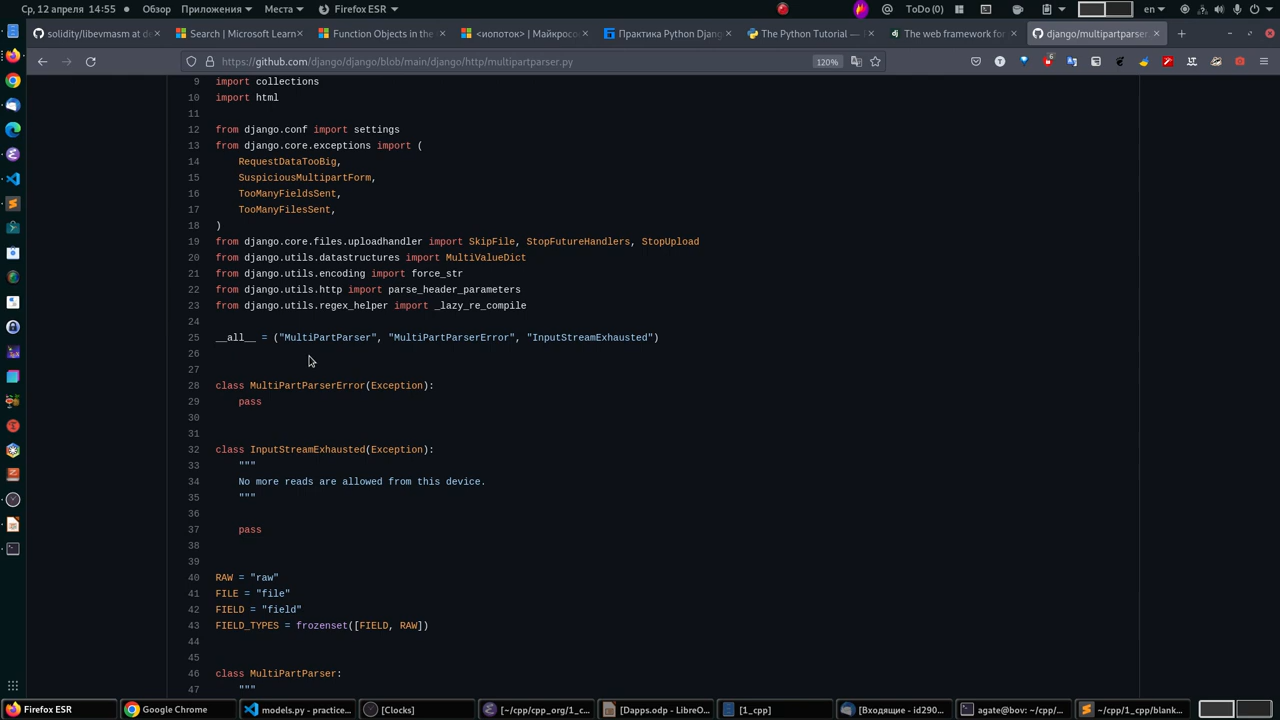 Ср, 12 апреля 14:55
Обзор
Приложения
Места
Firefox ESR
ToDo (0)
en
solidity/libevmasm at de
Search | Microsoft Learn
Function Objects in the
<иопоток> | Майкросо
Практика Python Djan
The Python Tutorial —
The web framework for
django/multipartparser.
https://github.com/django/django/blob/main/django/http/multipartparser.py
120%
6
9 import collections
10 import html
11
12 from django.conf import settings
13 from django.core.exceptions import (
14 RequestDataTooBig,
15 SuspiciousMultipartForm,
16 TooManyFieldsSent,
17 TooManyFilesSent,
18 )
19 from django.core.files.uploadhandler import SkipFile, StopFutureHandlers, StopUpload
20 from django.utils.datastructures import MultiValueDict
21 from django.utils.encoding import force_str
22 from django.utils.http import parse_header_parameters
23 from django.utils.regex_helper import _lazy_re_compile
24
25 __all__ = ("MultiPartParser", "MultiPartParserError", "InputStreamExhausted")
26
27
28 class MultiPartParserError(Exception):
29 pass
30
31
32 class InputStreamExhausted(Exception):
33 """
34 No more reads are allowed from this device.
35 """
36
37 pass
38
39
40 RAW = "raw"
41 FILE = "file"
42 FIELD = "field"
43 FIELD_TYPES = frozenset([FIELD, RAW])
44
45
46 class MultiPartParser:
47 """
Firefox ESR
Google Chrome
models.py - practice...
[Clocks]
[~/cpp/cpp_org/1_c...
[Dapps.odp - LibreO...
[1_cpp]
[Входящие - id290...
agate@bov: ~/cpp/...
~/cpp/1_cpp/blank...